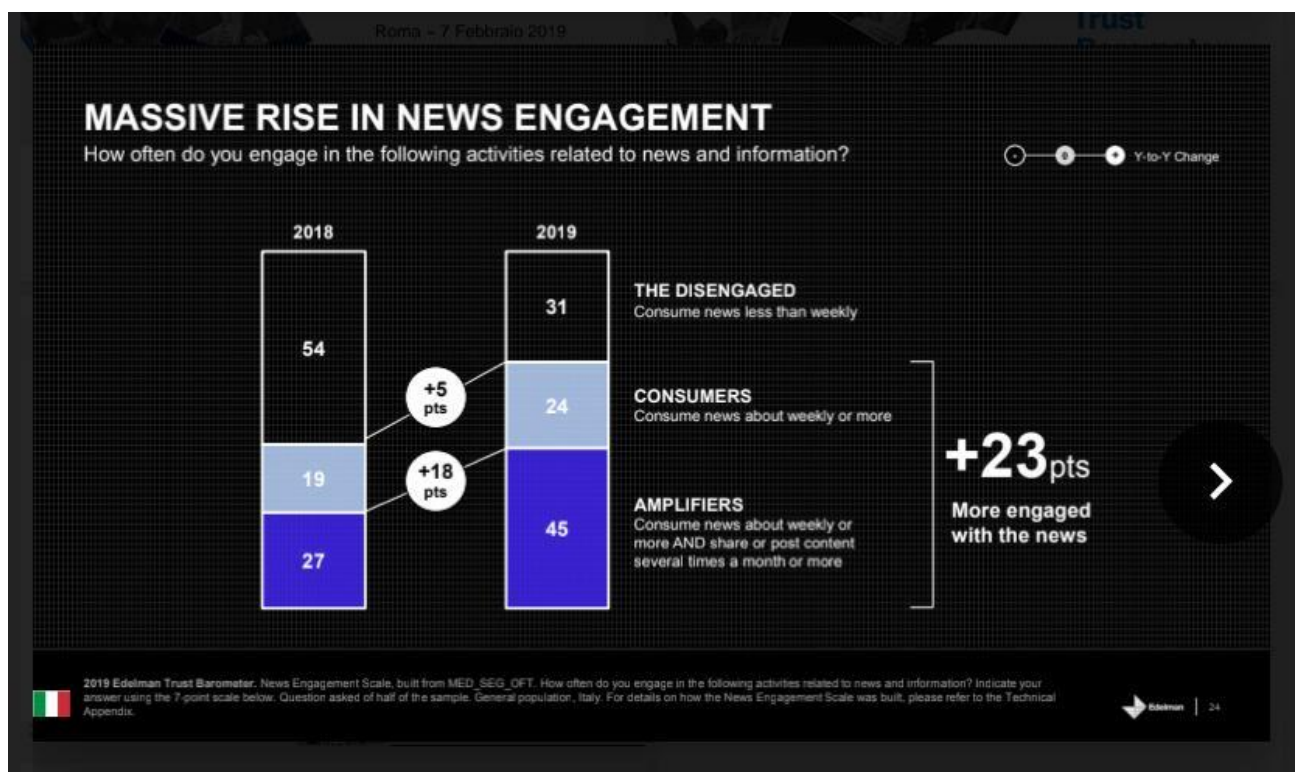 Roma – 7 Febbraio 2019
Trust
MASSIVE RISE IN NEWS ENGAGEMENT
How often do you engage in the following activities related to news and information?
- 0 + Y-to-Y Change
2018
2019
54
19
27
+5
pts
+18
pts
31
24
45
THE DISENGAGED
Consume news less than weekly
CONSUMERS
Consume news about weekly or more
AMPLIFIERS
Consume news about weekly or
more AND share or post content
several times a month or more
+23pts
More engaged
with the news
2019 Edelman Trust Barometer. News Engagement Scale, built from MED_SEG_OFT. How often do you engage in the following activities related to news and information? Indicate your
answer using the 7-point scale below. Question asked of half of the sample. General population, Italy. For details on how the News Engagement Scale was built, please refer to the Technical
Appendix.
Edelman | 24